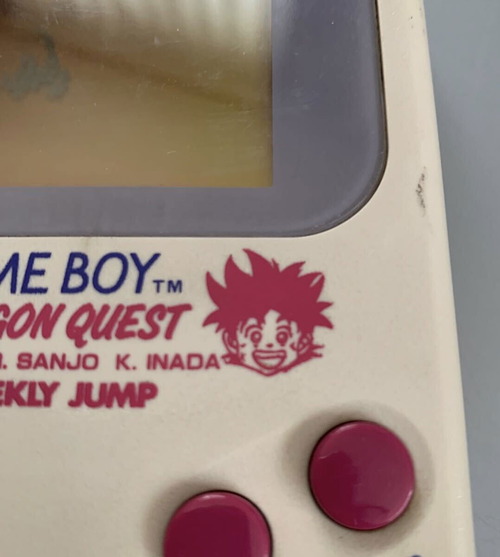 ME BOY™
GON QUEST
. SANJO K. INADA
EKLY JUMP